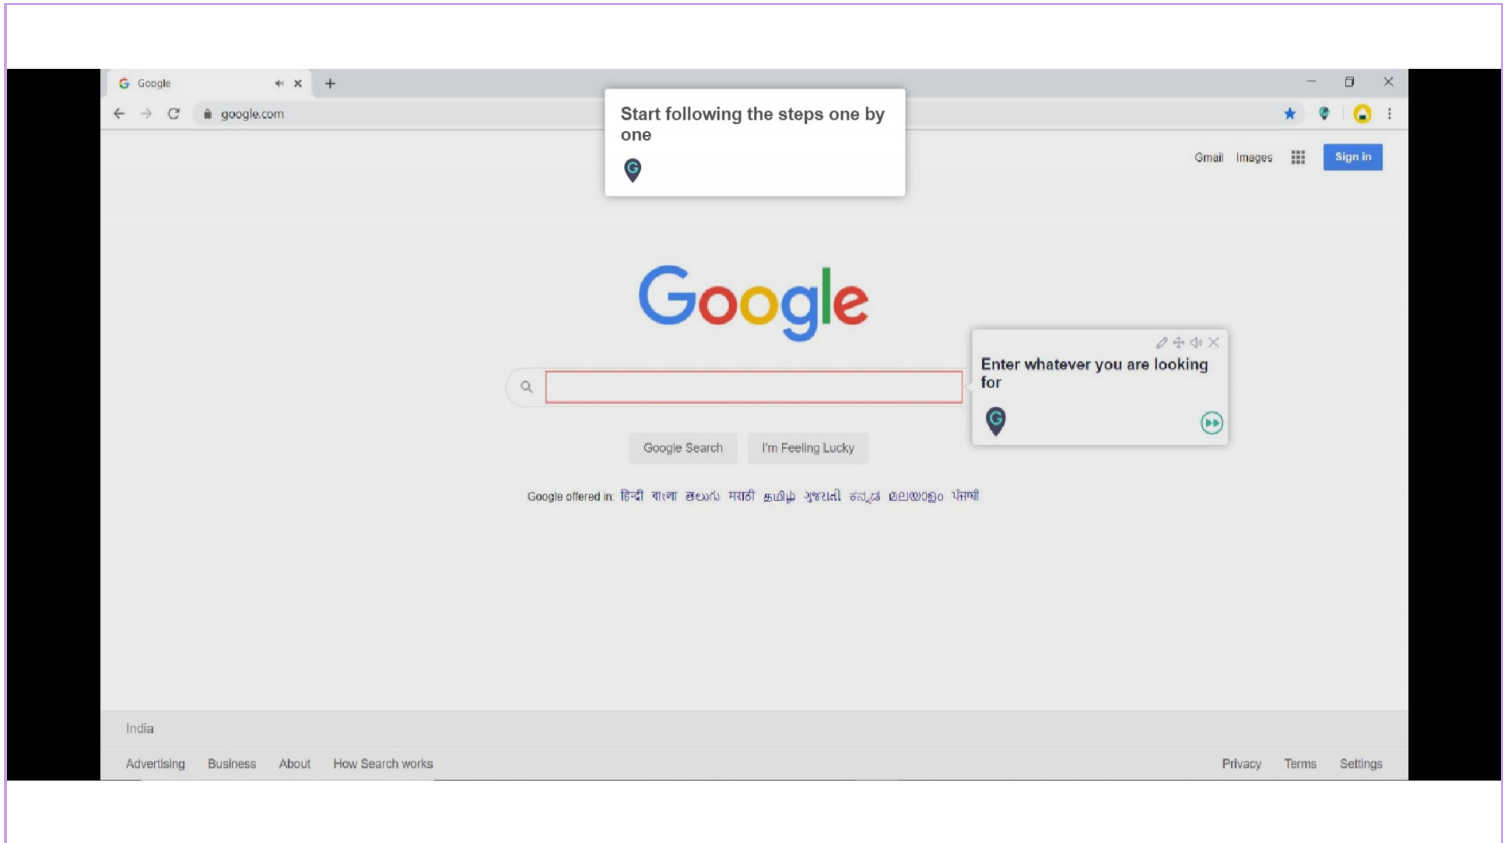 Google
google.com
Start following the steps one by
one
Gmail Images Sign in
Google
Enter whatever you are looking
for
Google Search I'm Feeling Lucky
Google offered in: हिन्दी বাংলা తెలుగు मराठी தமிழ் ગુજરાતી ಕನ್ನಡ മലയാളം ਪੰਜਾਬੀ
India
Advertising Business About How Search works Privacy Terms Settings